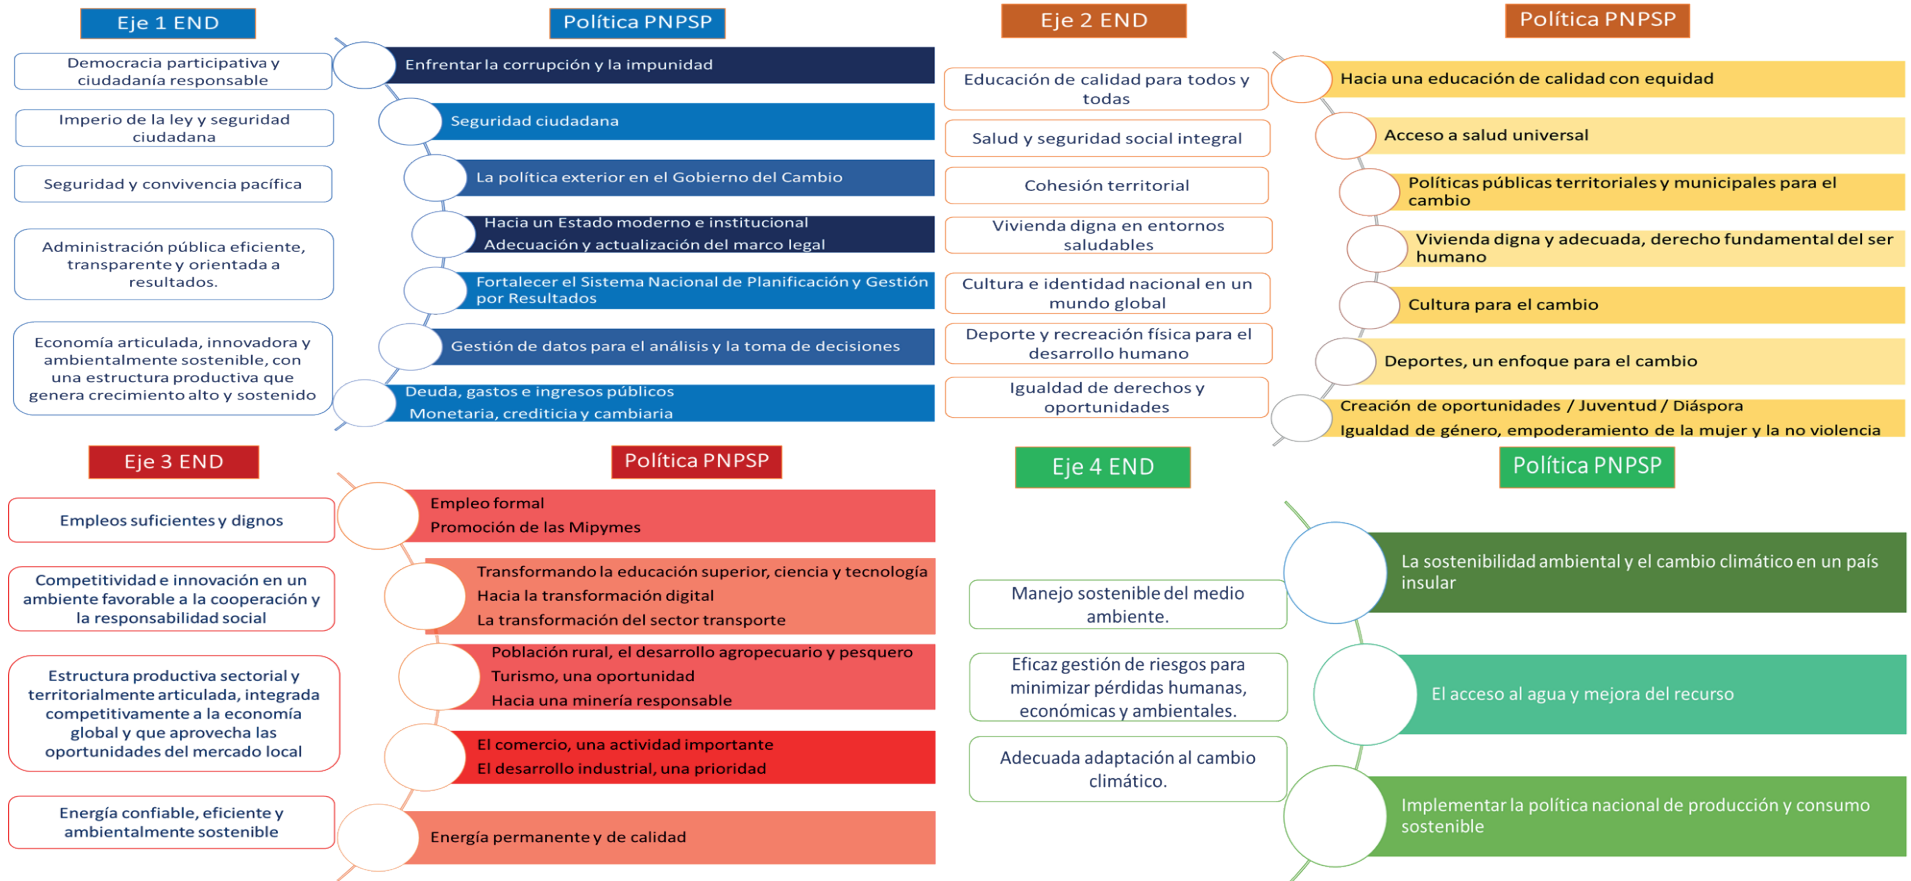 Eje 1 END
Política PNPSP
Democracia participativa y
ciudadanía responsable
Imperio de la ley y seguridad
ciudadana
Seguridad y convivencia pacífica
Administración pública eficiente,
transparente y orientada a
resultados.
Economía articulada, innovadora y
ambientalmente sostenible, con
una estructura productiva que
genera crecimiento alto y sostenido
Enfrentar la corrupción y la impunidad
Seguridad ciudadana
La política exterior en el Gobierno del Cambio
Hacia un Estado moderno e institucional
Adecuación y actualización del marco legal
Fortalecer el Sistema Nacional de Planificación y Gestión
por Resultados
Gestión de datos para el análisis y la toma de decisiones
Deuda, gastos e ingresos públicos
Monetaria, crediticia y cambiaria
Eje 2 END
Política PNPSP
Educación de calidad para todos y
todas
Salud y seguridad social integral
Cohesión territorial
Vivienda digna en entornos
saludables
Cultura e identidad nacional en un
mundo global
Deporte y recreación física para el
desarrollo humano
Igualdad de derechos y
oportunidades
Hacia una educación de calidad con equidad
Acceso a salud universal
Políticas públicas territoriales y municipales para el
cambio
Vivienda digna y adecuada, derecho fundamental del ser
humano
Cultura para el cambio
Deportes, un enfoque para el cambio
Creación de oportunidades / Juventud / Diáspora
Igualdad de género, empoderamiento de la mujer y la no violencia
Eje 3 END
Política PNPSP
Empleos suficientes y dignos
Competitividad e innovación en un
ambiente favorable a la cooperación y
la responsabilidad social
Estructura productiva sectorial y
territorialmente articulada, integrada
competitivamente a la economía
global y que aprovecha las
oportunidades del mercado local
Energía confiable, eficiente y
ambientalmente sostenible
Empleo formal
Promoción de las Mipymes
Transformando la educación superior, ciencia y tecnología
Hacia la transformación digital
La transformación del sector transporte
Población rural, el desarrollo agropecuario y pesquero
Turismo, una oportunidad
Hacia una minería responsable
El comercio, una actividad importante
El desarrollo industrial, una prioridad
Energía permanente y de calidad
Eje 4 END
Política PNPSP
Manejo sostenible del medio
ambiente.
Eficaz gestión de riesgos para
minimizar pérdidas humanas,
económicas y ambientales.
Adecuada adaptación al cambio
climático.
La sostenibilidad ambiental y el cambio climático en un país
insular
El acceso al agua y mejora del recurso
Implementar la política nacional de producción y consumo
sostenible